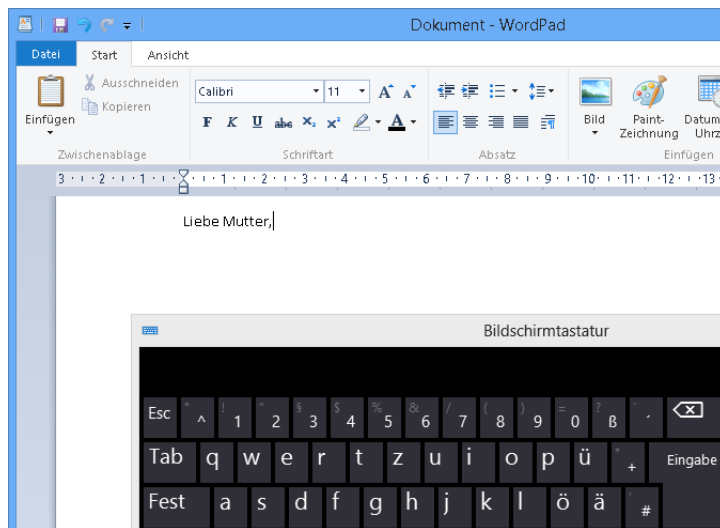 Dokument - WordPad
Datei Start Ansicht
Ausschneiden
Kopieren
Einfügen
Calibri 11
F K U abc X₂ x² A
A A
Bild
Paint-
Zeichnung
Datum
Uhrz
Zwischenablage Schriftart Absatz Einfügen
3 2 1 1 2 3 4 5 6 7 8 9 10 11 12 13
Liebe Mutter,
Bildschirmtastatur
Esc ° ^ ! 1 " 2 § 3 $ 4 % 5 & 6 / 7 ( 8 ) 9 = 0 ? ß ` ´
Tab q w e r t z u i o p ü * + Eingabe
Fest a s d f g h j k l ö ä ' #